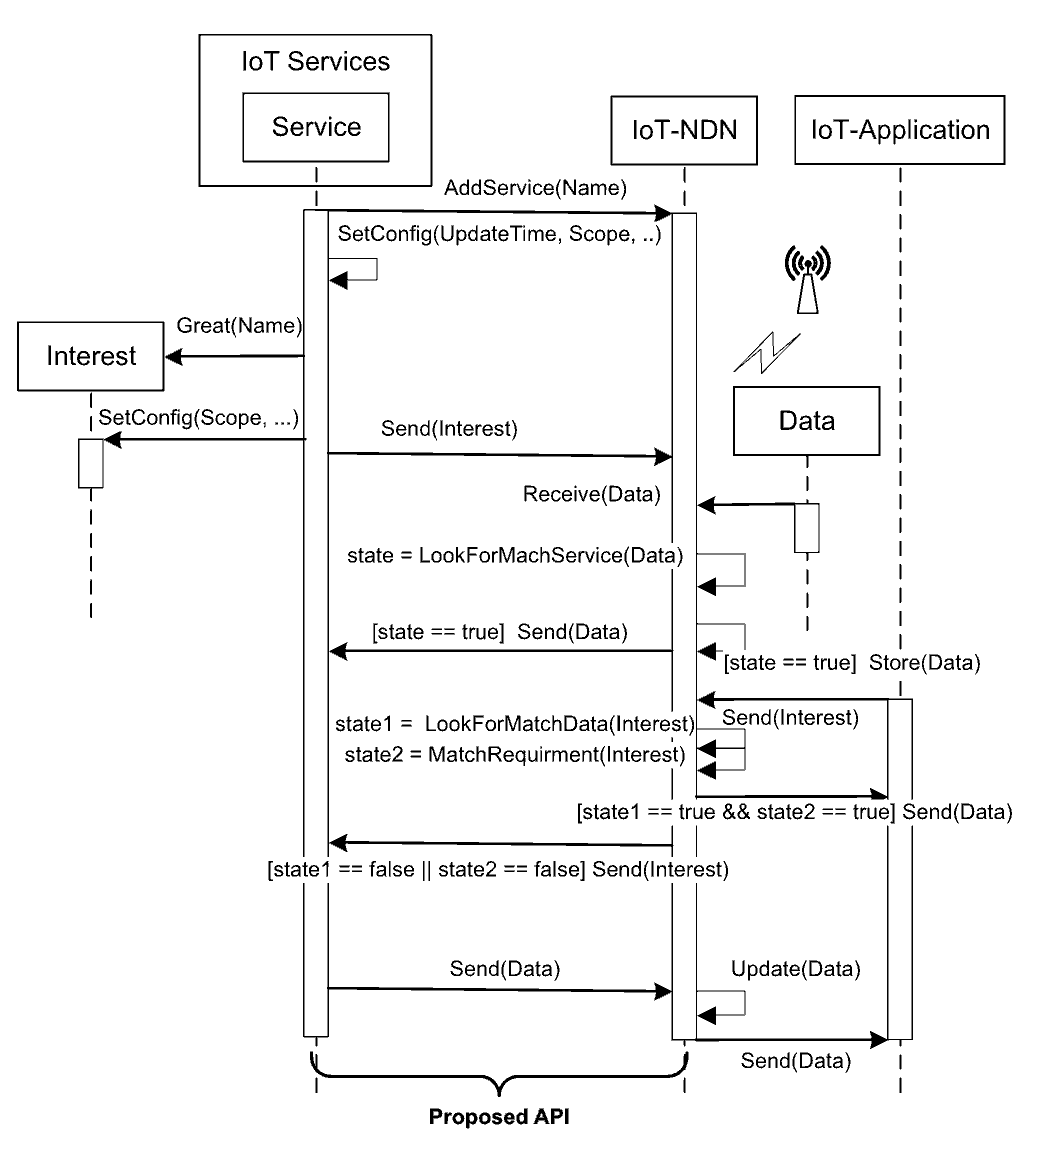 IoT Services
Service
IoT-NDN
IoT-Application
AddService(Name)
SetConfig(UpdateTime, Scope, ..)
Great(Name)
Interest
SetConfig(Scope, ...)
Send(Interest)
Data
Receive(Data)
state = LookForMachService(Data)
[state == true]  Send(Data)
[state == true]  Store(Data)
Send(Interest)
state1 =  LookForMatchData(Interest)
state2 = MatchRequirment(Interest)
[state1 == true && state2 == true] Send(Data)
[state1 == false || state2 == false] Send(Interest)
Send(Data)
Update(Data)
Send(Data)
Proposed API